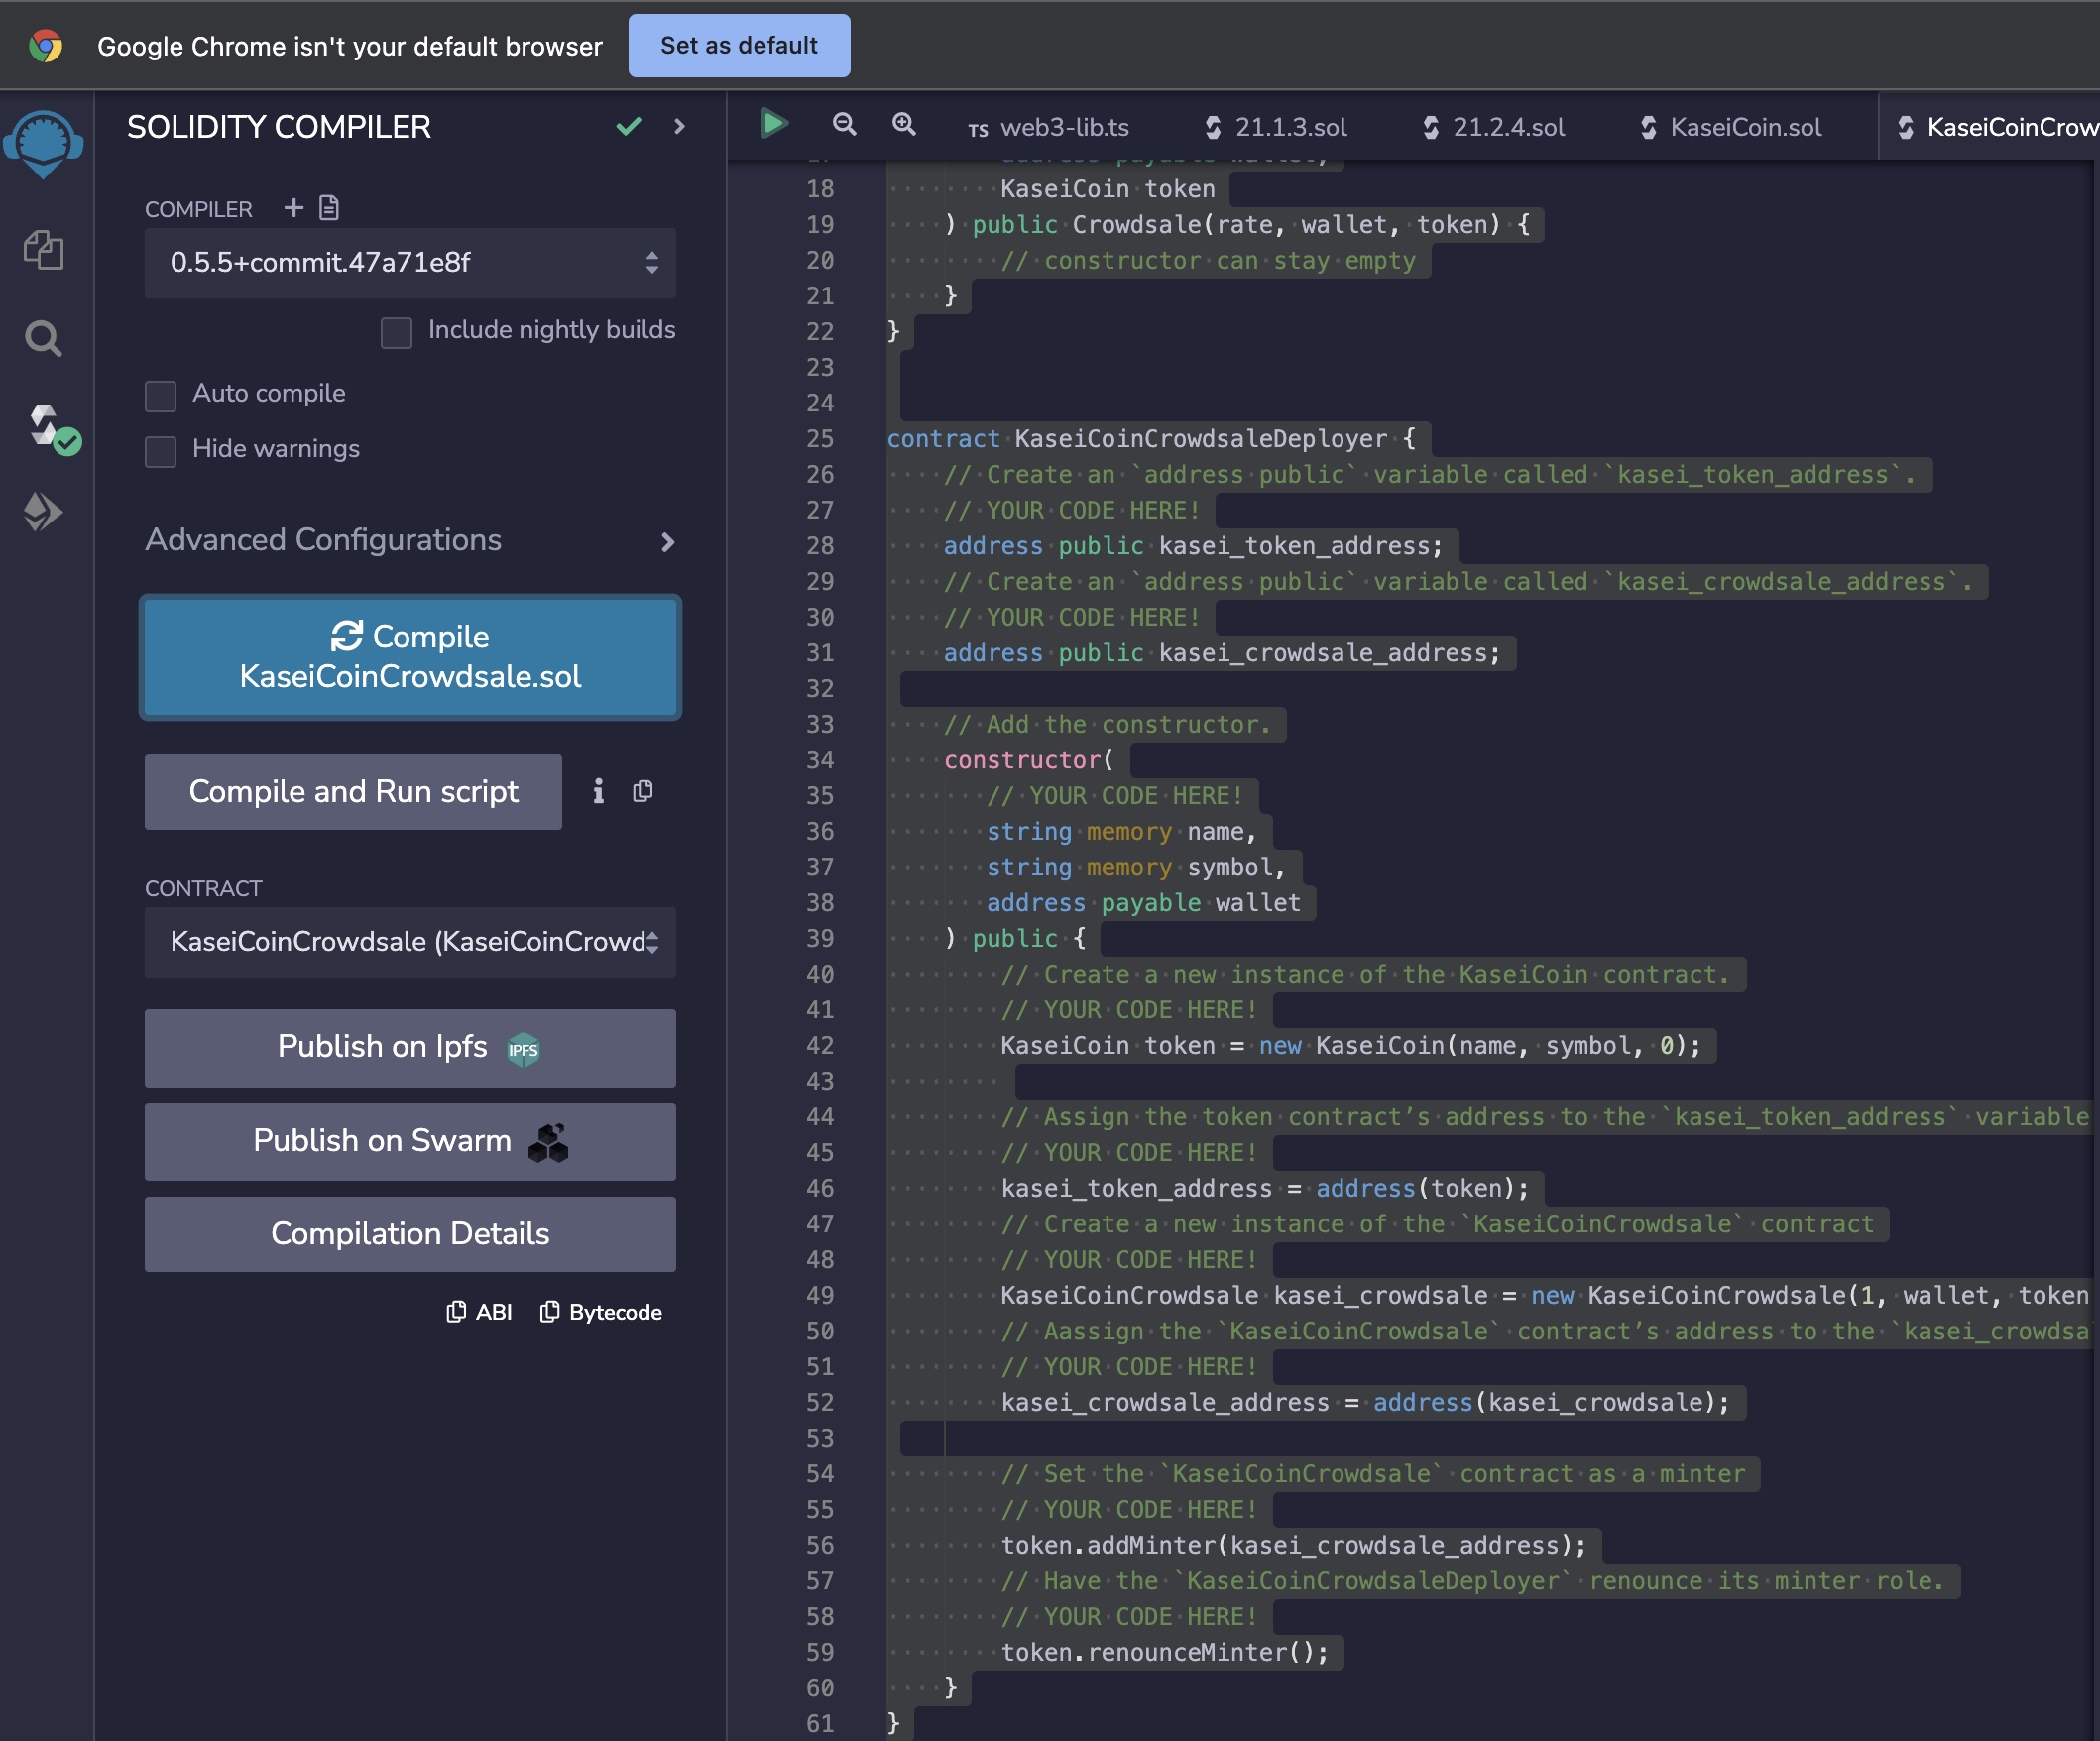 Google Chrome isn't your default browser
Set as default
SOLIDITY COMPILER
COMPILER
0.5.5+commit.47a71e8f
Include nightly builds
Auto compile
Hide warnings
Advanced Configurations
Compile
KaseiCoinCrowdsale.sol
Compile and Run script
CONTRACT
KaseiCoinCrowdsale (KaseiCoinCrowd
Publish on Ipfs IPFS
Publish on Swarm
Compilation Details
ABI Bytecode
TS web3-lib.ts 21.1.3.sol 21.2.4.sol KaseiCoin.sol KaseiCoinCrow
address payable wallet,
18 KaseiCoin token
19 ) public Crowdsale(rate, wallet, token) {
20 // constructor can stay empty
21 }
22 }
23
24
25 contract KaseiCoinCrowdsaleDeployer {
26 // Create an `address public` variable called `kasei_token_address`.
27 // YOUR CODE HERE!
28 address public kasei_token_address;
29 // Create an `address public` variable called `kasei_crowdsale_address`.
30 // YOUR CODE HERE!
31 address public kasei_crowdsale_address;
32
33 // Add the constructor.
34 constructor(
35 // YOUR CODE HERE!
36 string memory name,
37 string memory symbol,
38 address payable wallet
39 ) public {
40 // Create a new instance of the KaseiCoin contract.
41 // YOUR CODE HERE!
42 KaseiCoin token = new KaseiCoin(name, symbol, 0);
43
44 // Assign the token contract’s address to the `kasei_token_address` variable
45 // YOUR CODE HERE!
46 kasei_token_address = address(token);
47 // Create a new instance of the `KaseiCoinCrowdsale` contract
48 // YOUR CODE HERE!
49 KaseiCoinCrowdsale kasei_crowdsale = new KaseiCoinCrowdsale(1, wallet, token
50 // Aassign the `KaseiCoinCrowdsale` contract’s address to the `kasei_crowdsa
51 // YOUR CODE HERE!
52 kasei_crowdsale_address = address(kasei_crowdsale);
53
54 // Set the `KaseiCoinCrowdsale` contract as a minter
55 // YOUR CODE HERE!
56 token.addMinter(kasei_crowdsale_address);
57 // Have the `KaseiCoinCrowdsaleDeployer` renounce its minter role.
58 // YOUR CODE HERE!
59 token.renounceMinter();
60 }
61 }